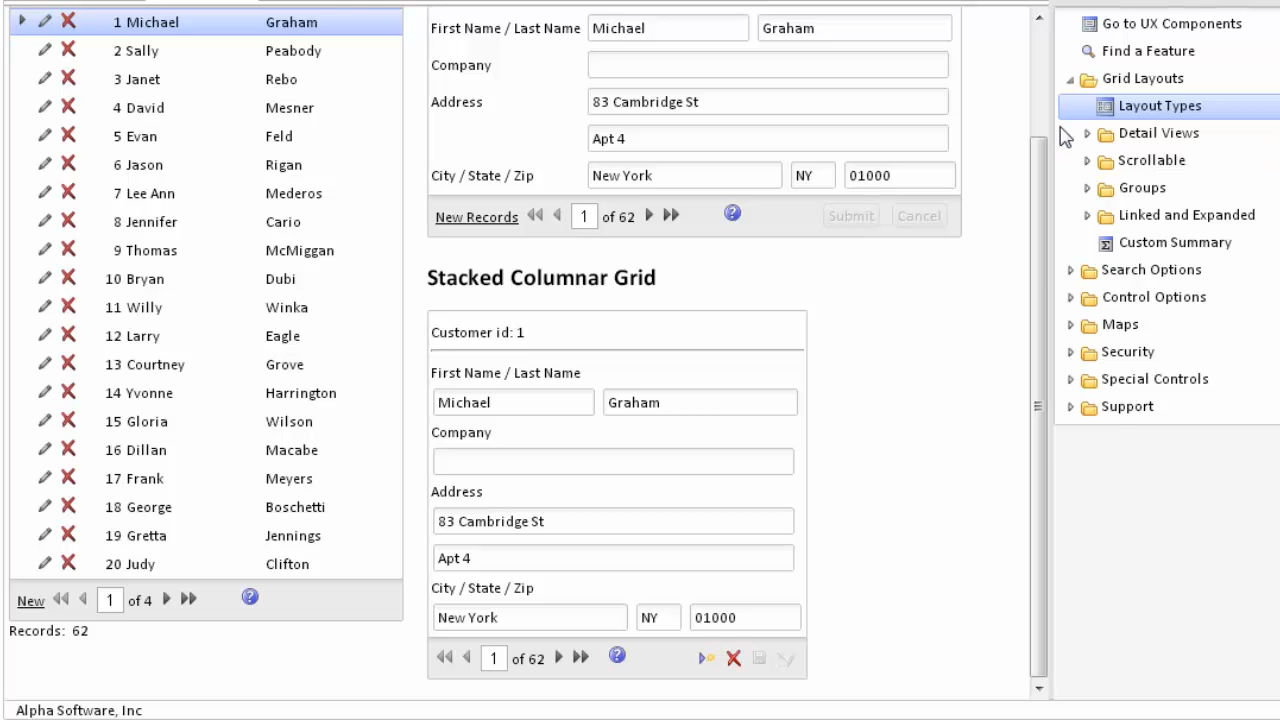 1 Michael Graham
2 Sally Peabody
3 Janet Rebo
4 David Mesner
5 Evan Feld
6 Jason Rigan
7 Lee Ann Mederos
8 Jennifer Cario
9 Thomas McMiggan
10 Bryan Dubi
11 Willy Winka
12 Larry Eagle
13 Courtney Grove
14 Yvonne Harrington
15 Gloria Wilson
16 Dillan Macabe
17 Frank Meyers
18 George Boschetti
19 Gretta Jennings
20 Judy Clifton
New 1 of 4
Records: 62
First Name / Last Name Michael Graham
Company
Address 83 Cambridge St
Apt 4
City / State / Zip New York NY 01000
New Records 1 of 62 Submit Cancel
Stacked Columnar Grid
Customer id: 1
First Name / Last Name
Michael Graham
Company
Address
83 Cambridge St
Apt 4
City / State / Zip
New York NY 01000
1 of 62
Go to UX Components
Find a Feature
Grid Layouts
Layout Types
Detail Views
Scrollable
Groups
Linked and Expanded
Custom Summary
Search Options
Control Options
Maps
Security
Special Controls
Support
Alpha Software, Inc